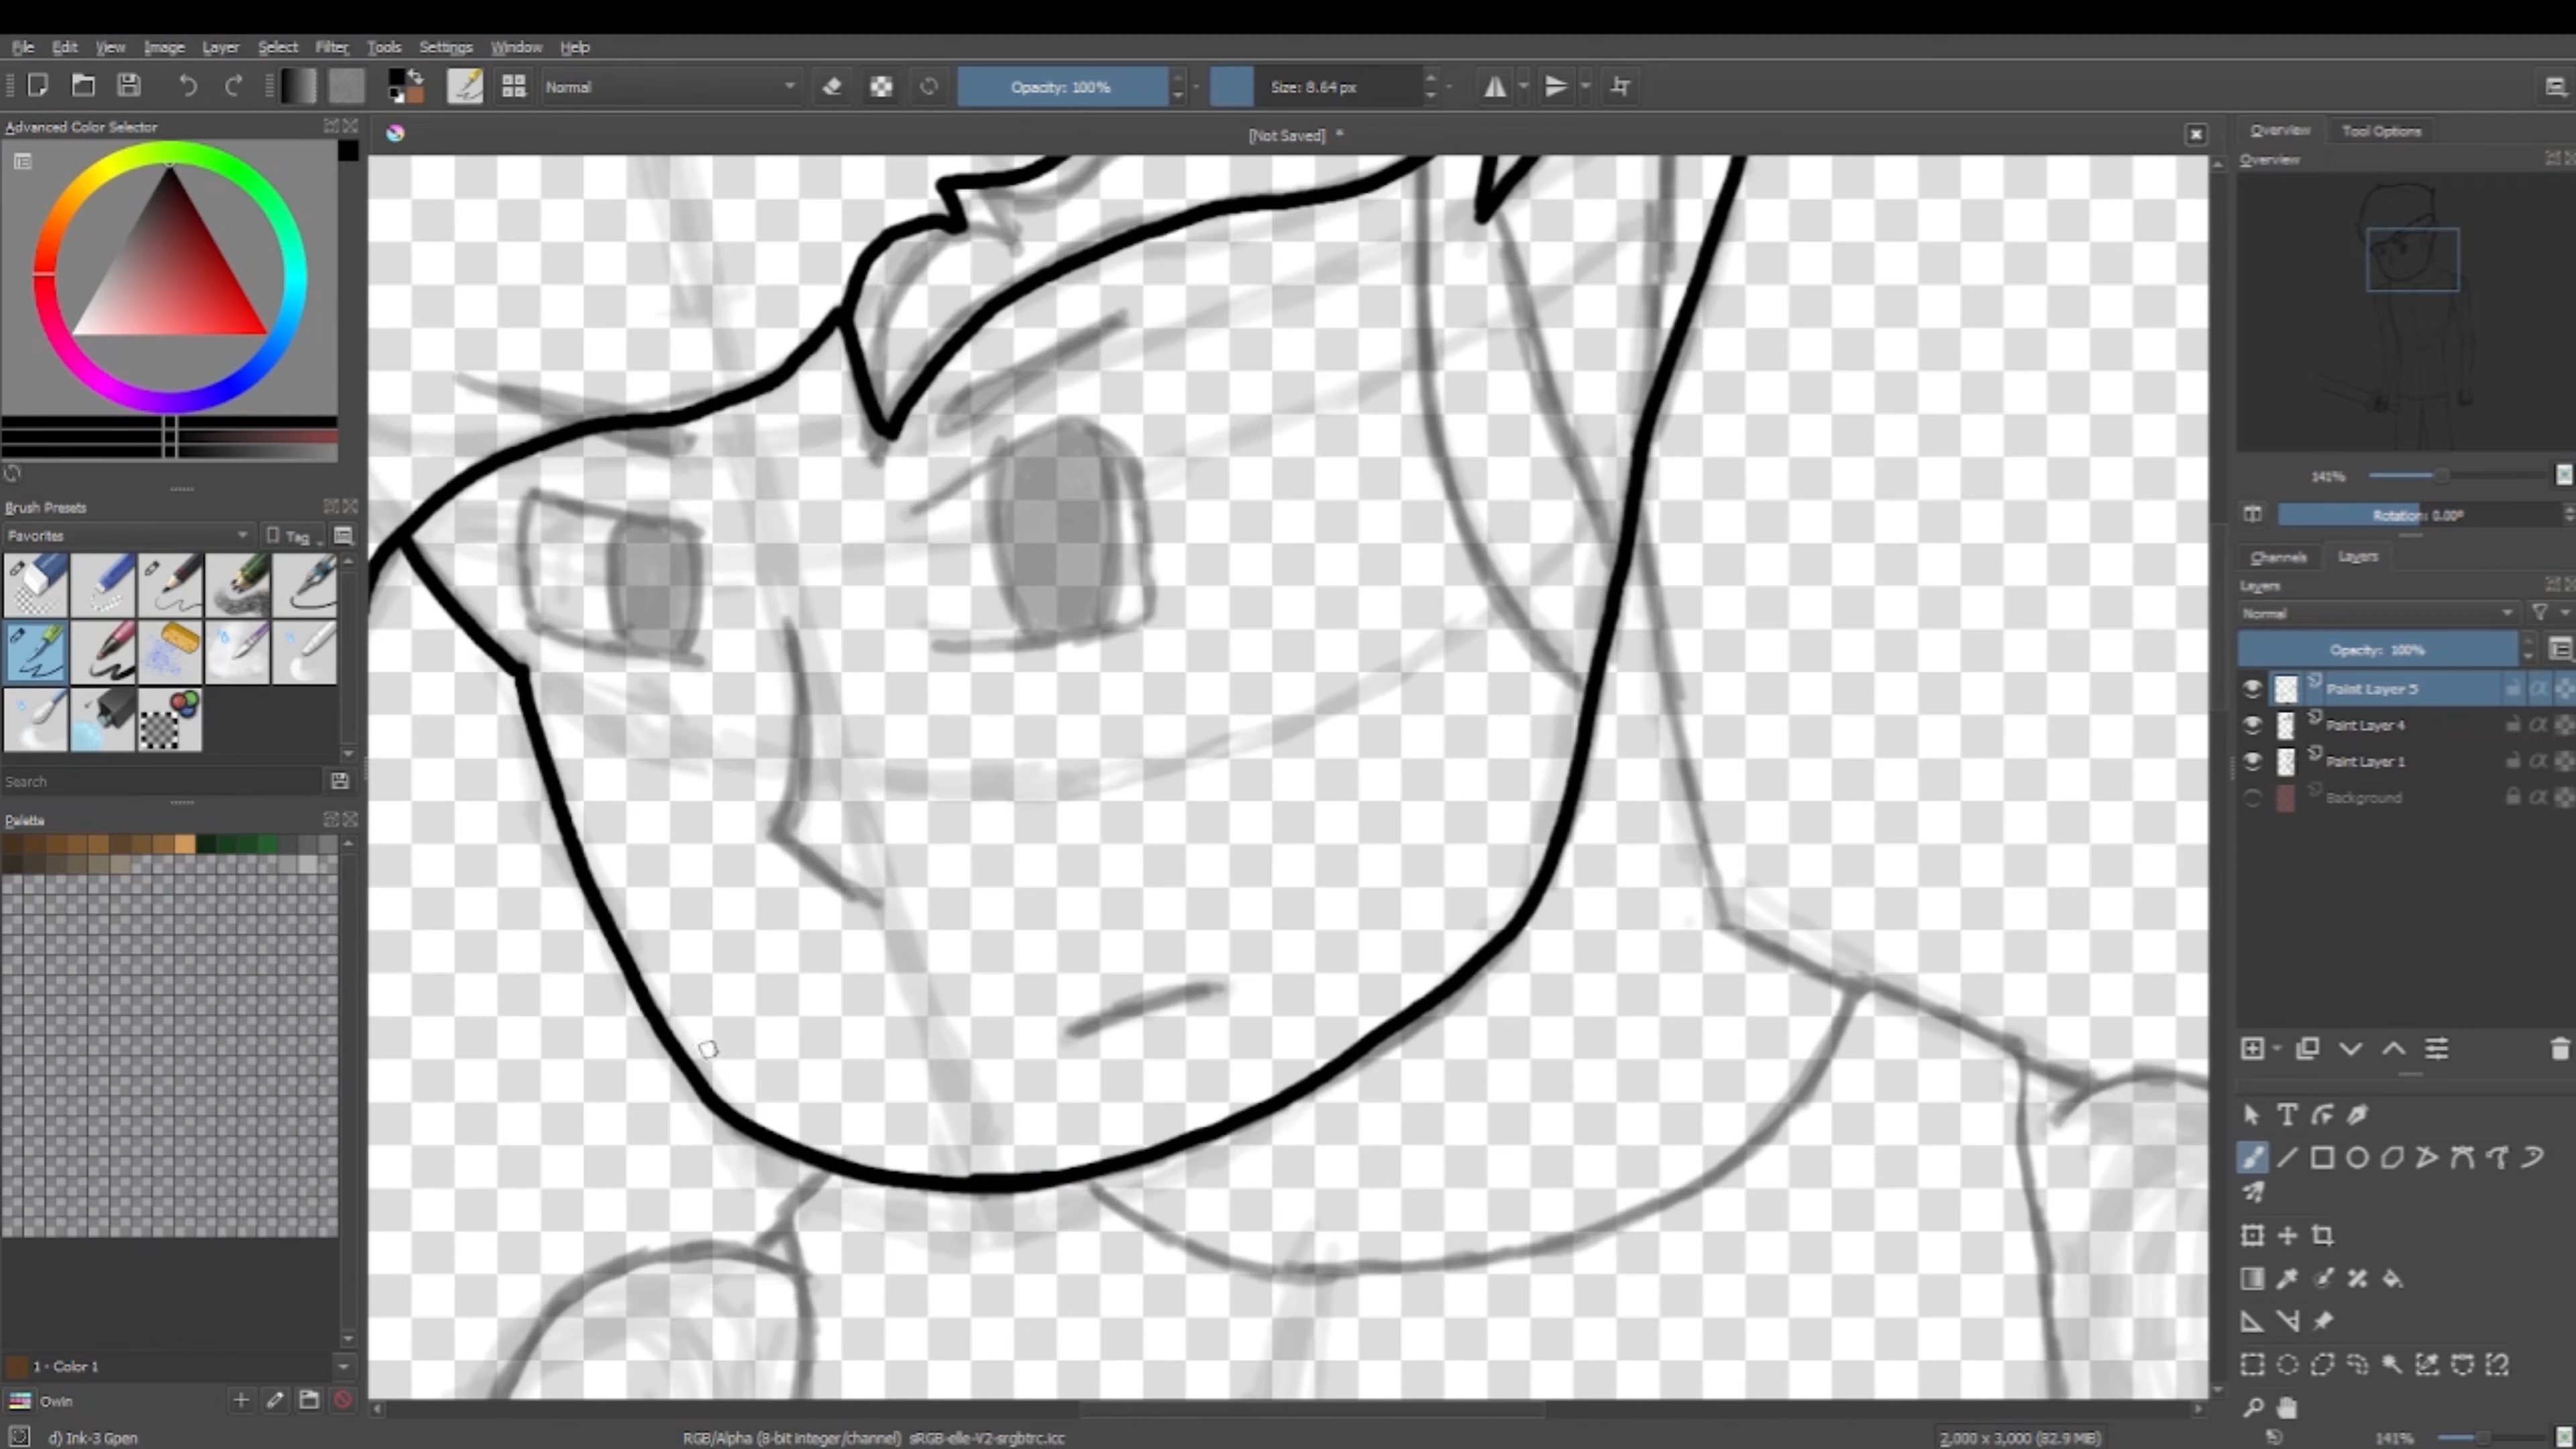 File Edit View Image Layer Select Filter Tools Settings Window Help
Normal Opacity: 100% Size: 8.64 px
Advanced Color Selector
[Not Saved] *
Overview Tool Options
Overview
141%
Rotation: 0.00°
Brush Presets
Favorites Tag
Search
Palette
Channels Layers
Layers
Normal
Opacity: 100%
Paint Layer 5
Paint Layer 4
Paint Layer 1
Background
1 - Color 1
Owin
d) Ink-3 Gpen
RGB/Alpha (8-bit integer/channel) sRGB-elle-V2-srgbtrc.icc
2,000 x 3,000 (82.9 MiB)
141%